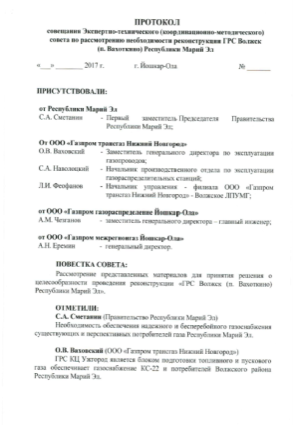 ПРОТОКОЛ
совещания Экспертно-технического (координационно-методического)
совета по рассмотрению необходимости реконструкции ГРС Волжск
(п. Вахоткино) Республики Марий Эл
«___» ________ 2017 г. г. Йошкар-Ола № ______
ПРИСУТСТВОВАЛИ:
от Республики Марий Эл
С.А. Сметанин - Первый заместитель Председателя Правительства
Республики Марий Эл;
От ООО «Газпром трансгаз Нижний Новгород»
О.В. Ваховский - Заместитель генерального директора по эксплуатации
газопроводов;
С.А. Наволоцкий - Начальник производственного отдела по эксплуатации
газораспределительных станций;
Л.И. Феофанов - Начальник управления - филиала ООО «Газпром
трансгаз Нижний Новгород» - Волжское ЛПУМГ;
от ООО «Газпром газораспределение Йошкар-Ола»
А.М. - заместитель генерального директора – главный инженер;
от ООО «Газпром межрегионгаз Йошкар-Ола»
А.Н. Еремин - генеральный директор.
ПОВЕСТКА СОВЕТА:
Рассмотрение представленных материалов для принятия решения о
целесообразности проведения реконструкции «ГРС Волжск (п. Вахоткино)
Республики Марий Эл».
ОТМЕТИЛИ:
С.А. Сметанин (Правительство Республики Марий Эл)
Необходимость обеспечения надежного и бесперебойного газоснабжения
существующих и перспективных потребителей газа Республики Марий Эл.
О.В. Ваховский (ООО «Газпром трансгаз Нижний Новгород»)
ГРС КЦ Ужгород является блоком подготовки топливного и пускового
газа обеспечивает газоснабжение КС-22 и потребителей Волжского района
Республики Марий Эл.